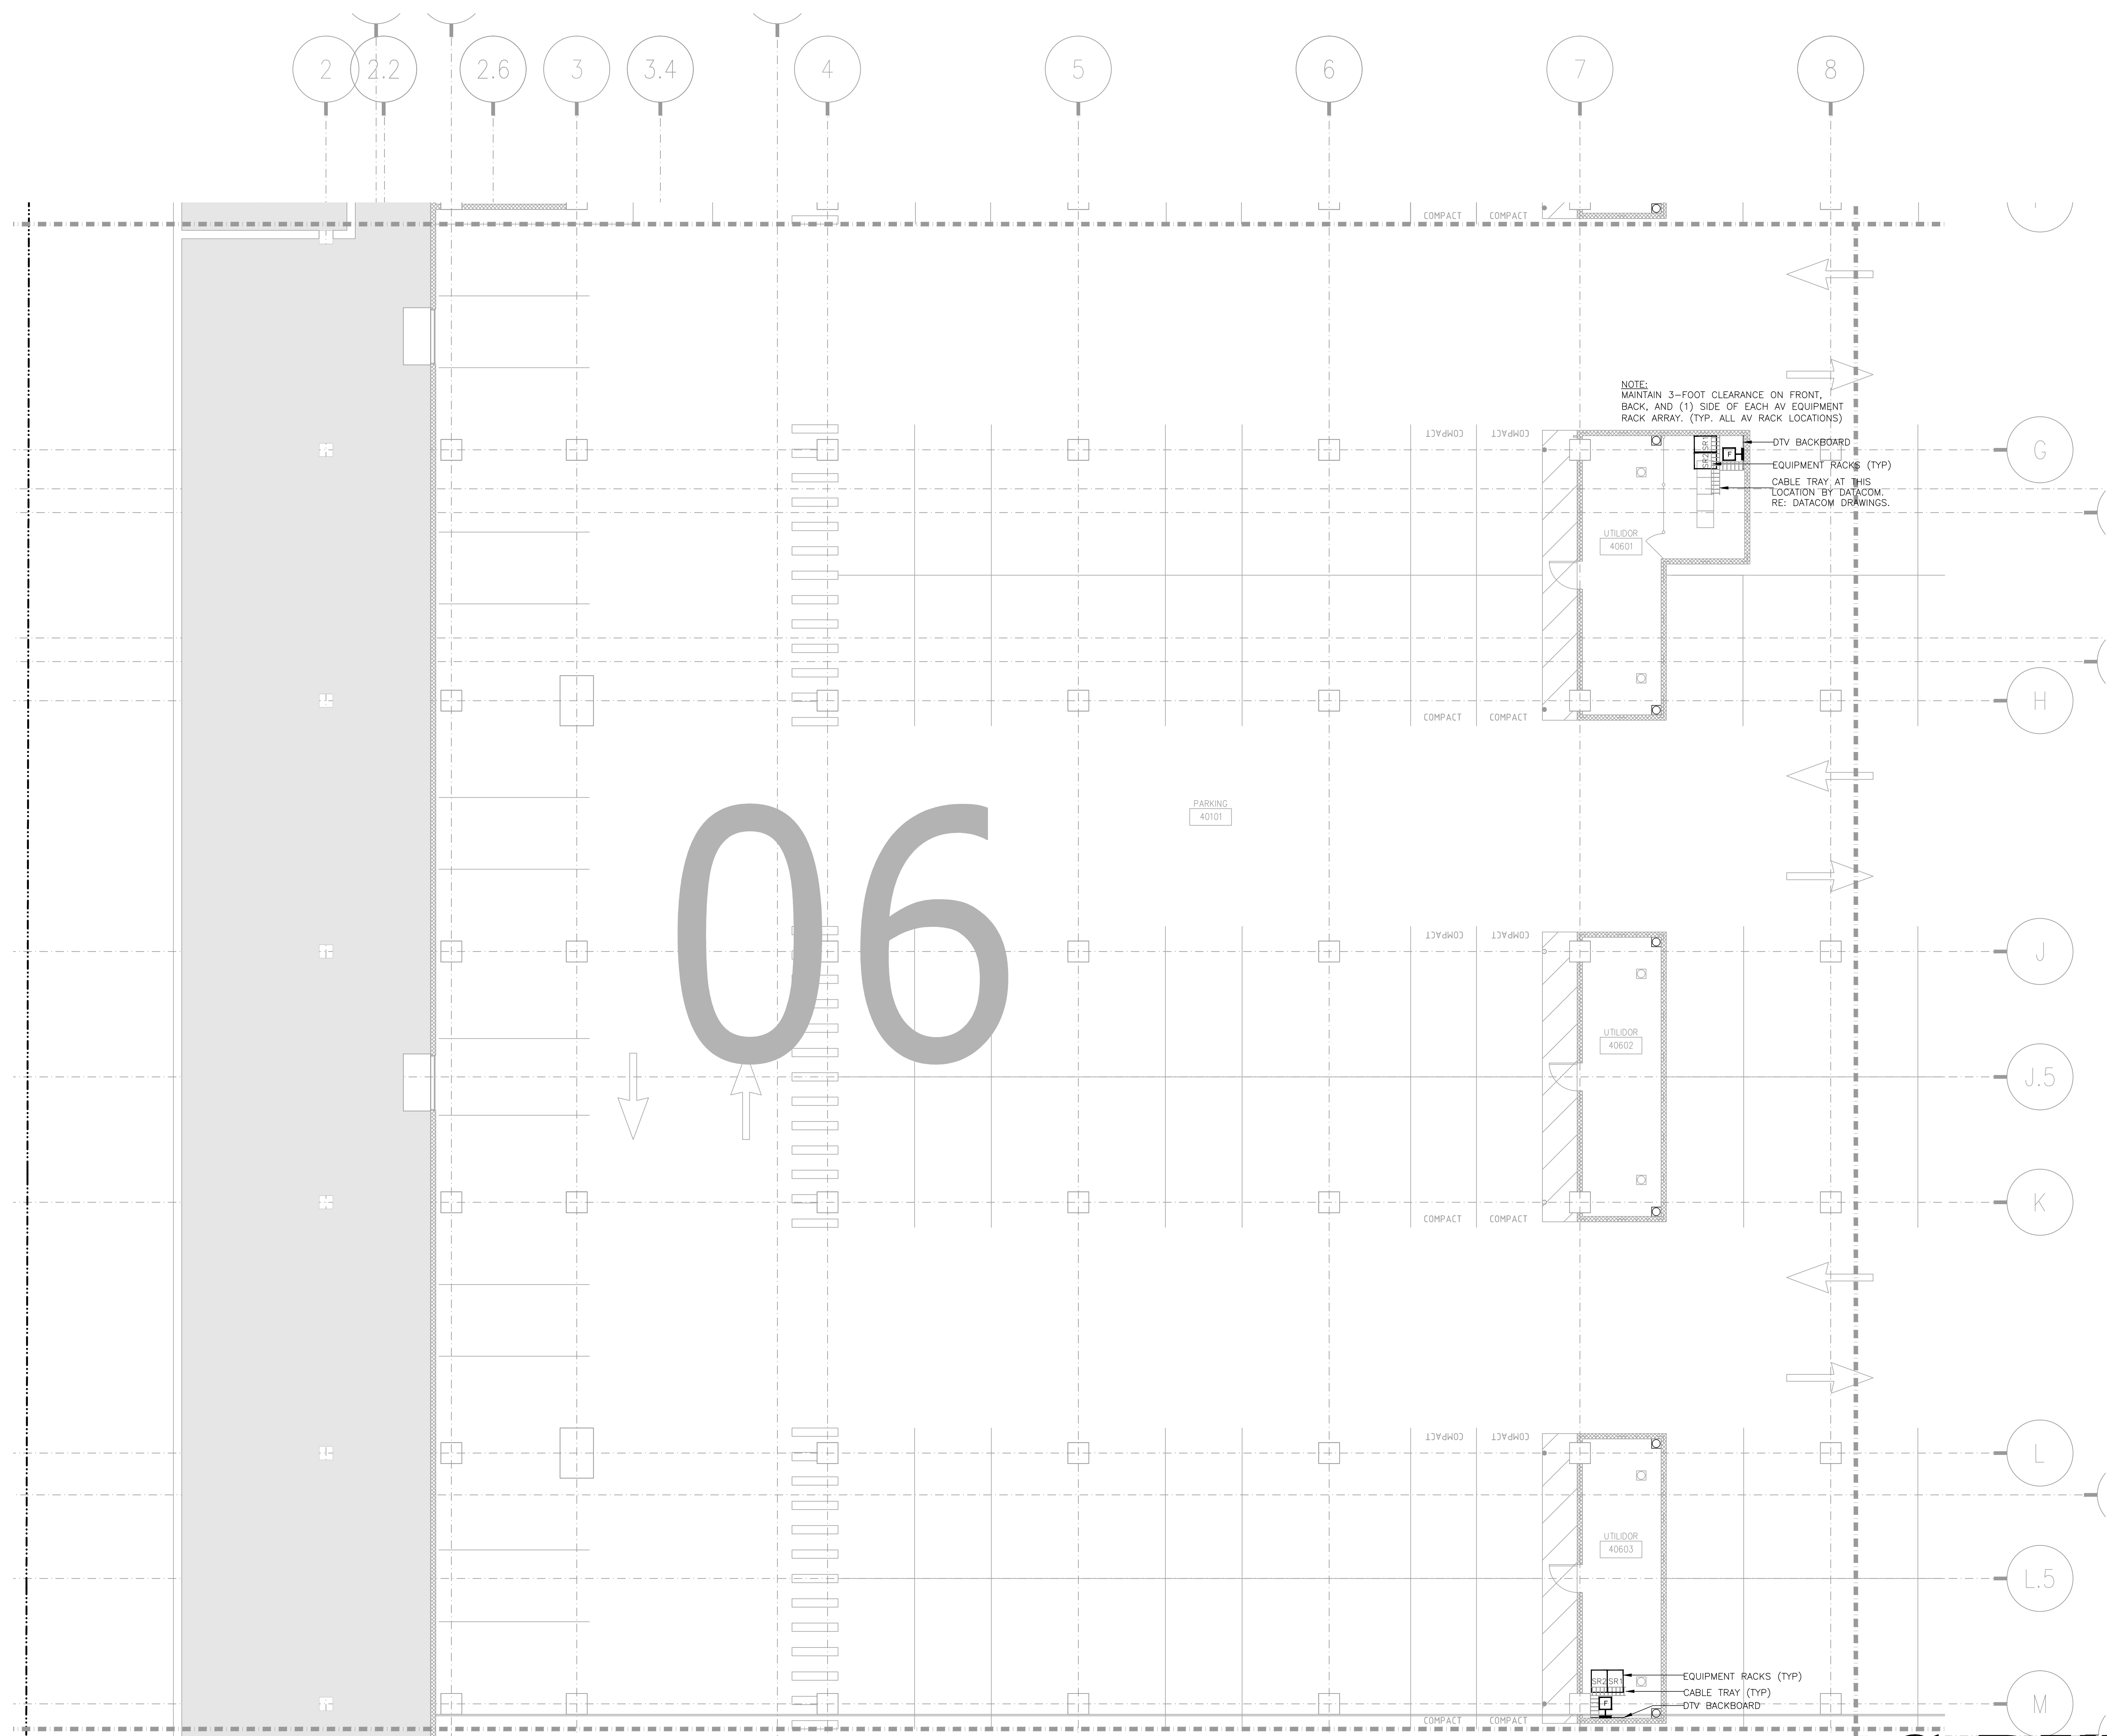 2
2.2
2.6
3
3.4
4
5
6
7
8
COMPACT COMPACT
NOTE:
MAINTAIN 3-FOOT CLEARANCE ON FRONT,
BACK, AND (1) SIDE OF EACH AV EQUIPMENT
RACK ARRAY. (TYP. ALL AV RACK LOCATIONS)
COMPACT COMPACT
SR1
SR2
F
DTV BACKBOARD
EQUIPMENT RACKS (TYP)
CABLE TRAY AT THIS
LOCATION BY DATACOM.
RE: DATACOM DRAWINGS.
G
UTILIDOR
40601
H
COMPACT COMPACT
PARKING
40101
06
COMPACT COMPACT
J
UTILIDOR
40602
J.5
K
COMPACT COMPACT
COMPACT COMPACT
L
UTILIDOR
40603
L.5
SR2 SR1
F
EQUIPMENT RACKS (TYP)
CABLE TRAY (TYP)
DTV BACKBOARD
M
COMPACT COMPACT